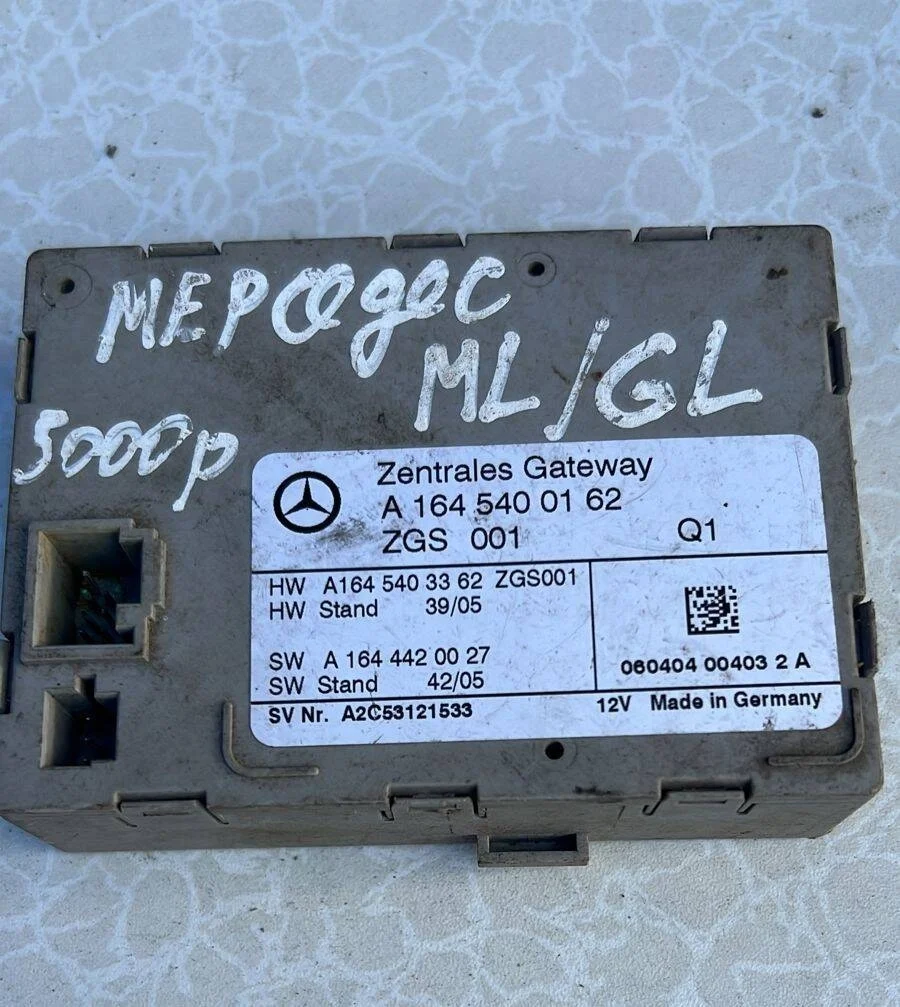 МЕРСедес
ML/GL
5000р
Zentrales Gateway
A 164 540 01 62
ZGS 001 Q1
HW A164 540 33 62 ZGS001
HW Stand 39/05
SW A 164 442 00 27
SW Stand 42/05
060404 00403 2 A
SV Nr. A2C53121533 12V Made in Germany